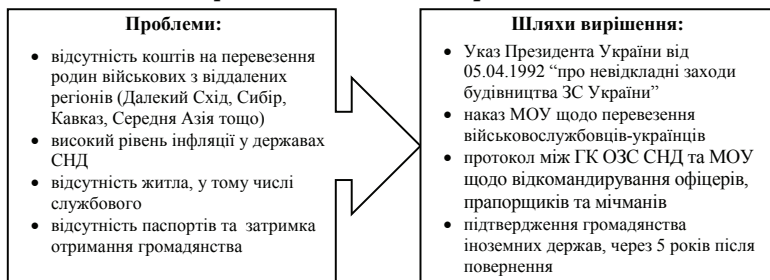 Проблеми:
• відсутність коштів на перевезення
родин військових з віддалених
регіонів (Далекий Схід, Сибір,
Кавказ, Середня Азія тощо)
• високий рівень інфляції у державах
СНД
• відсутність житла, у тому числі
службового
• відсутність паспортів та затримка
отримання громадянства
Шляхи вирішення:
• Указ Президента України від
05.04.1992 “про невідкладні заходи
будівництва ЗС України”
• наказ МОУ щодо перевезення
військовослужбовців-українців
• протокол між ГК ОЗС СНД та МОУ
щодо відкомандирування офіцерів,
прапорщиків та мічманів
• підтвердження громадянства
іноземних держав, через 5 років після
повернення